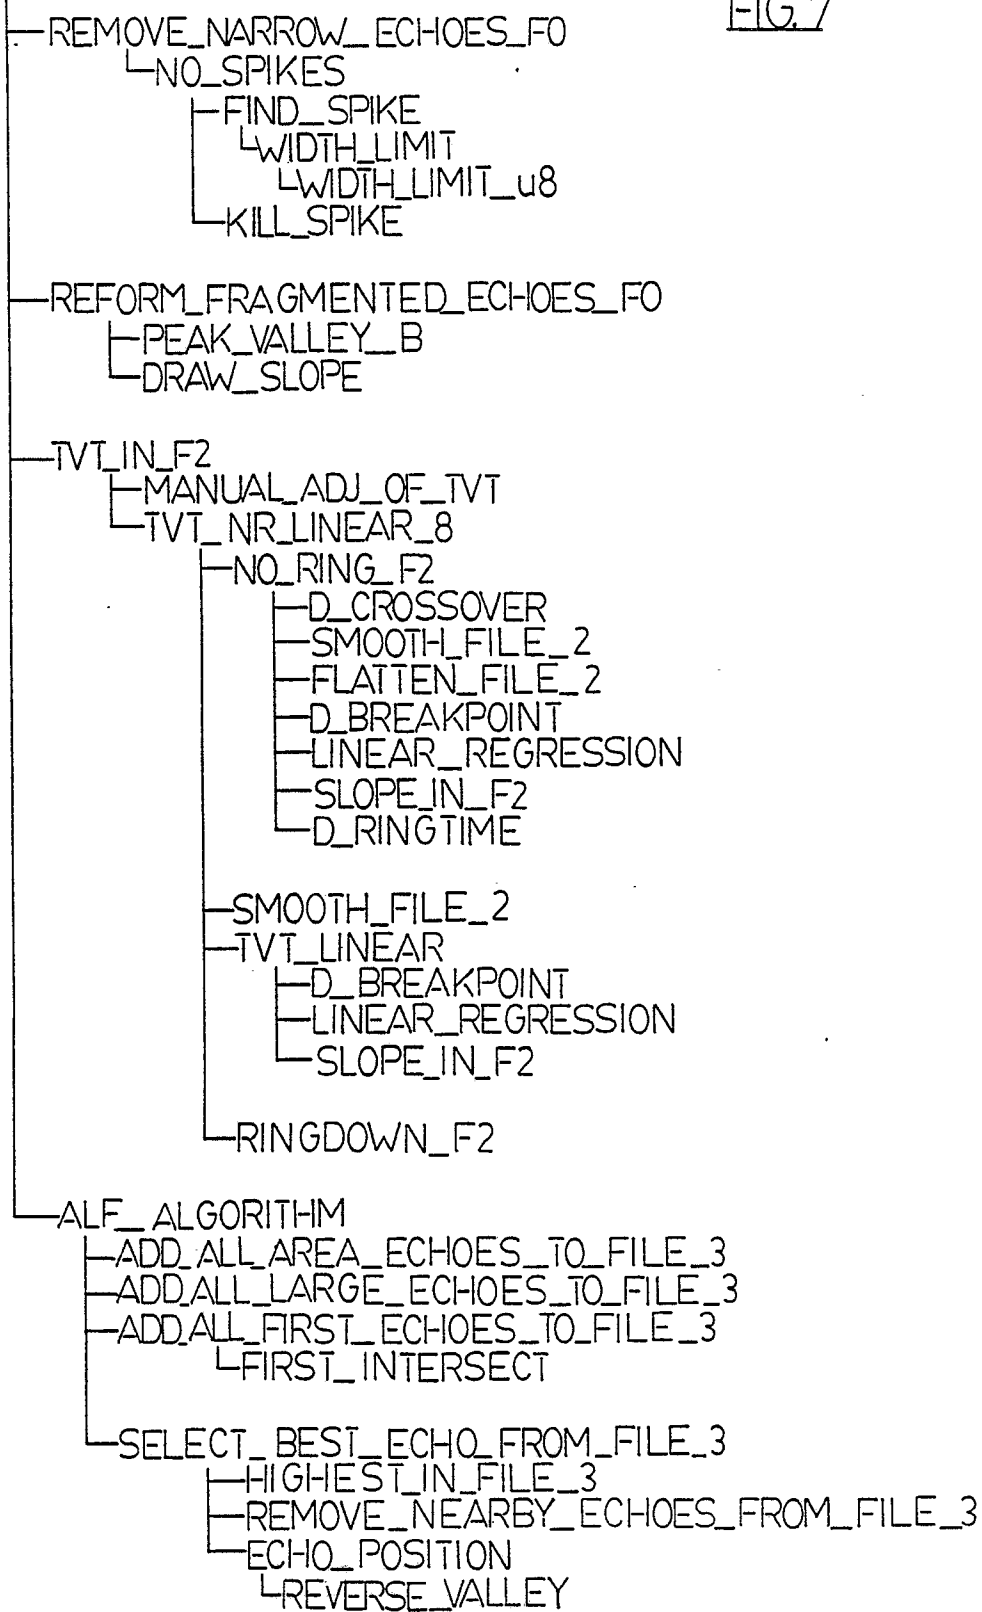 FIG. 7
REMOVE_NARROW_ECHOES_F0
NO_SPIKES
FIND_SPIKE
WIDTH_LIMIT
WIDTH_LIMIT_u8
KILL_SPIKE
REFORM_FRAGMENTED_ECHOES_F0
PEAK_VALLEY_B
DRAW_SLOPE
TVT_IN_F2
MANUAL_ADJ_OF_TVT
TVT_NR_LINEAR_8
NO_RING_F2
D_CROSSOVER
SMOOTH_FILE_2
FLATTEN_FILE_2
D_BREAKPOINT
LINEAR_REGRESSION
SLOPE_IN_F2
D_RINGTIME
SMOOTH_FILE_2
TVT_LINEAR
D_BREAKPOINT
LINEAR_REGRESSION
SLOPE_IN_F2
RINGDOWN_F2
ALF_ALGORITHM
ADD_ALL_AREA_ECHOES_TO_FILE_3
ADD_ALL_LARGE_ECHOES_TO_FILE_3
ADD_ALL_FIRST_ECHOES_TO_FILE_3
FIRST_INTERSECT
SELECT_BEST_ECHO_FROM_FILE_3
HIGHEST_IN_FILE_3
REMOVE_NEARBY_ECHOES_FROM_FILE_3
ECHO_POSITION
REVERSE_VALLEY